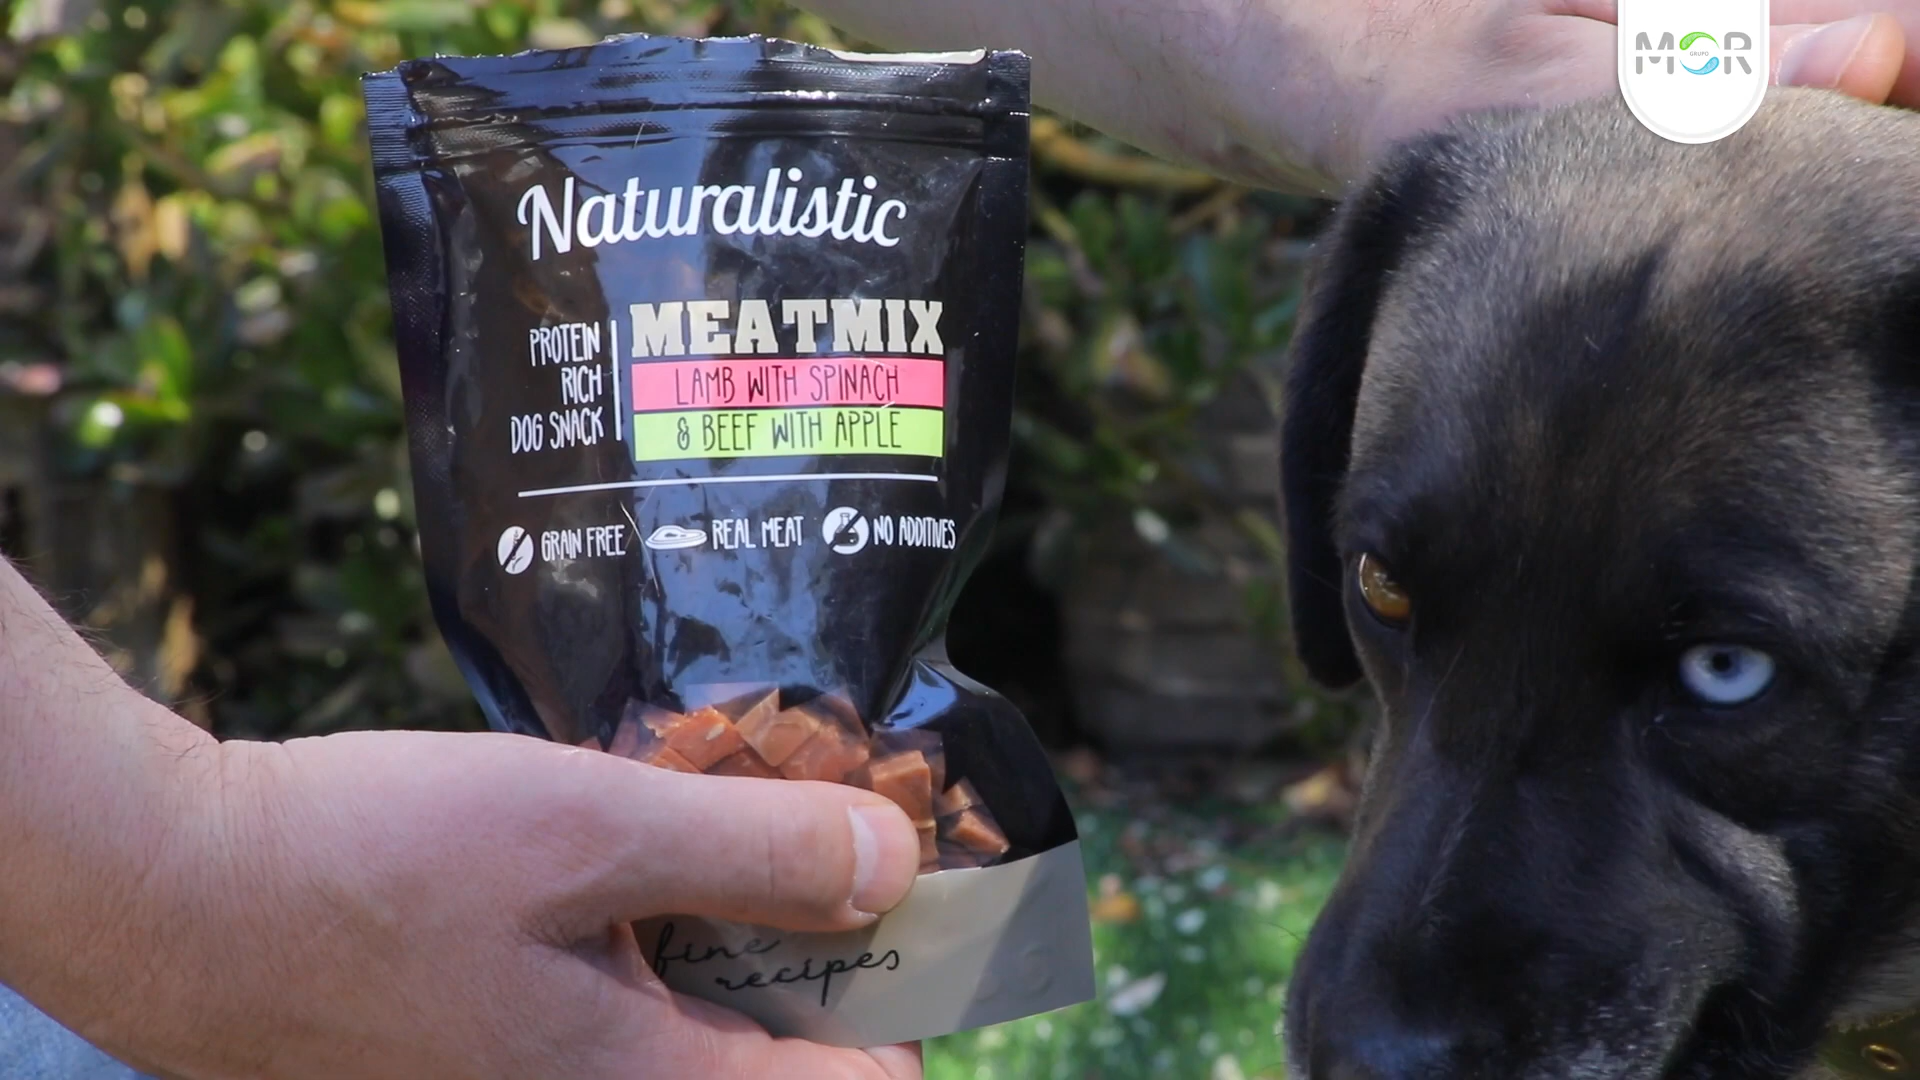 MOR
GRUPO
Naturalistic
PROTEIN
RICH
DOG SNACK
MEATMIX
LAMB WITH SPINACH
& BEEF WITH APPLE
GRAIN FREE
REAL MEAT
NO ADDITIVES
fine
recipes